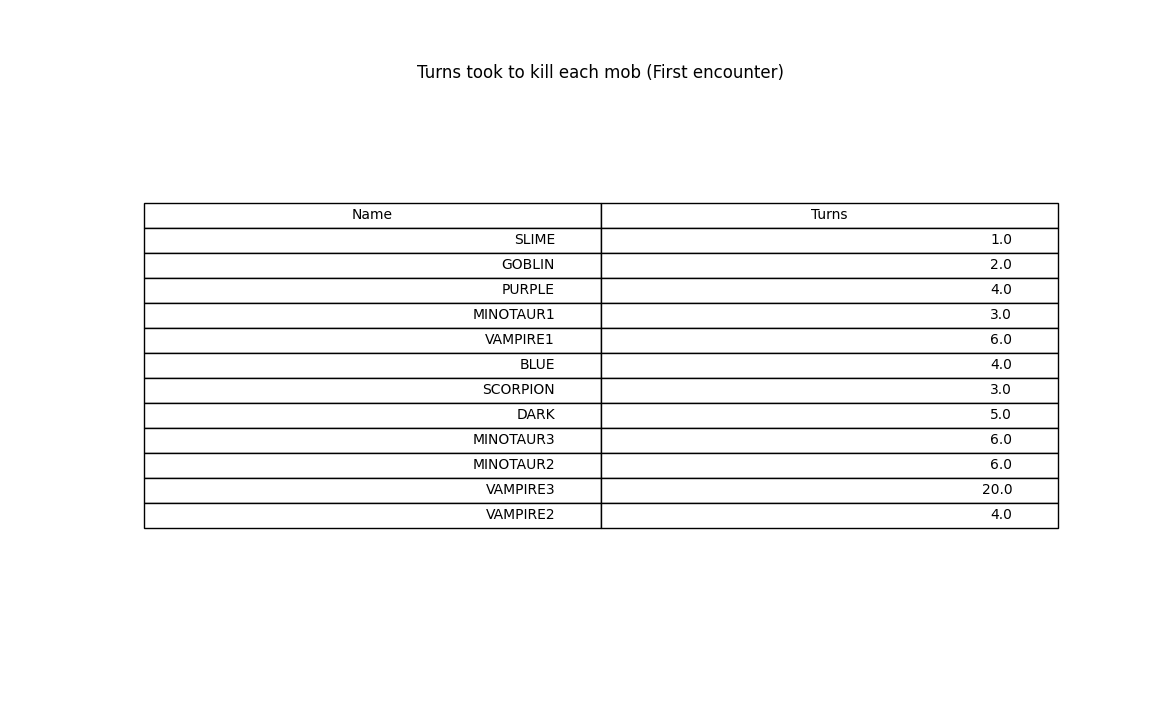 Turns took to kill each mob (First encounter)
Name Turns
SLIME 1.0
GOBLIN 2.0
PURPLE 4.0
MINOTAUR1 3.0
VAMPIRE1 6.0
BLUE 4.0
SCORPION 3.0
DARK 5.0
MINOTAUR3 6.0
MINOTAUR2 6.0
VAMPIRE3 20.0
VAMPIRE2 4.0